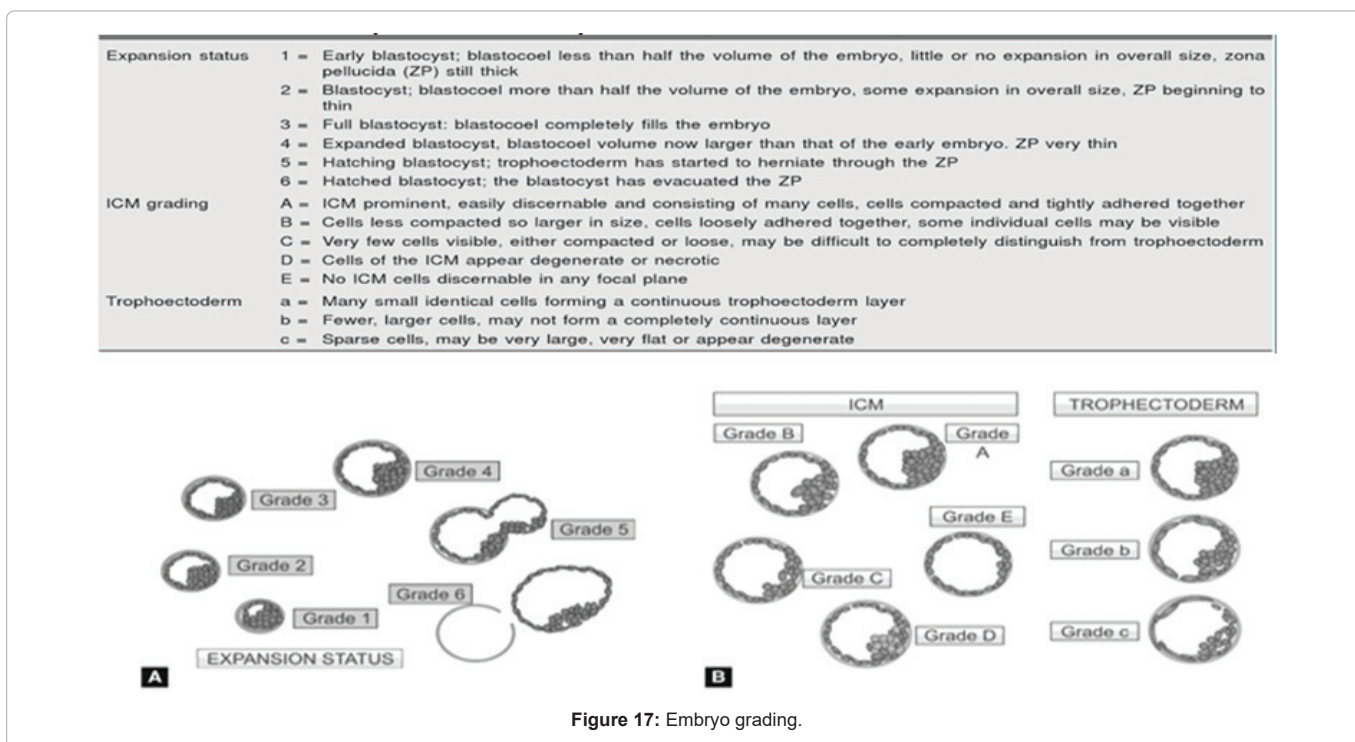 Expansion status 1 = Early blastocyst; blastocoel less than half the volume of the embryo, little or no expansion in overall size, zona
pellucida (ZP) still thick
2 = Blastocyst; blastocoel more than half the volume of the embryo, some expansion in overall size, ZP beginning to
thin
3 = Full blastocyst: blastocoel completely fills the embryo
4 = Expanded blastocyst, blastocoel volume now larger than that of the early embryo. ZP very thin
5 = Hatching blastocyst; trophoectoderm has started to herniate through the ZP
6 = Hatched blastocyst; the blastocyst has evacuated the ZP
ICM grading A = ICM prominent, easily discernable and consisting of many cells, cells compacted and tightly adhered together
B = Cells less compacted so larger in size, cells loosely adhered together, some individual cells may be visible
C = Very few cells visible, either compacted or loose, may be difficult to completely distinguish from trophoectoderm
D = Cells of the ICM appear degenerate or necrotic
E = No ICM cells discernable in any focal plane
Trophoectoderm a = Many small identical cells forming a continuous trophoectoderm layer
b = Fewer, larger cells, may not form a completely continuous layer
c = Sparse cells, may be very large, very flat or appear degenerate
Grade 4
Grade 3
Grade 5
Grade 2
Grade 6
Grade 1
EXPANSION STATUS
A
ICM
Grade B
Grade
A
Grade E
Grade C
Grade D
B
TROPHECTODERM
Grade a
Grade b
Grade c
Figure 17: Embryo grading.